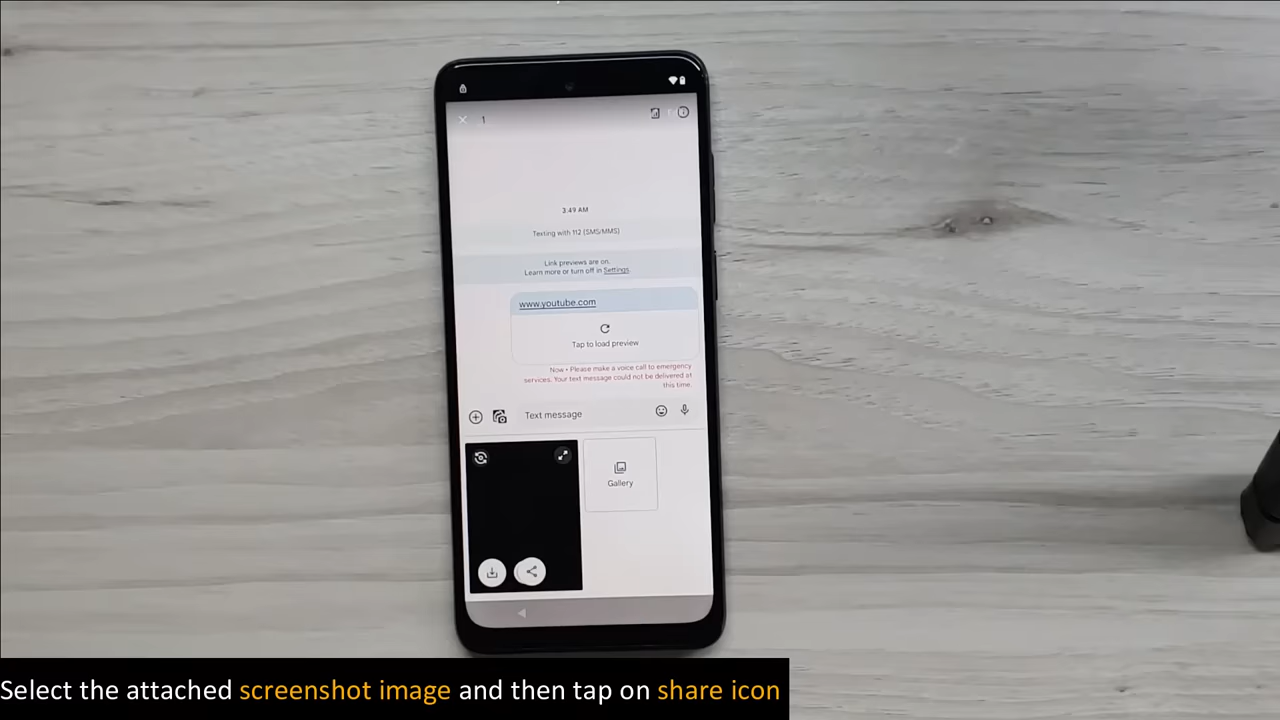 1
3:49 AM
Texting with 112 (SMS/MMS)
Link previews are on.
Learn more or turn off in Settings.
www.youtube.com
Tap to load preview
Now • Please make a voice call to emergency
services. Your text message could not be delivered at
this time.
Text message
Gallery
Select the attached screenshot image and then tap on share icon